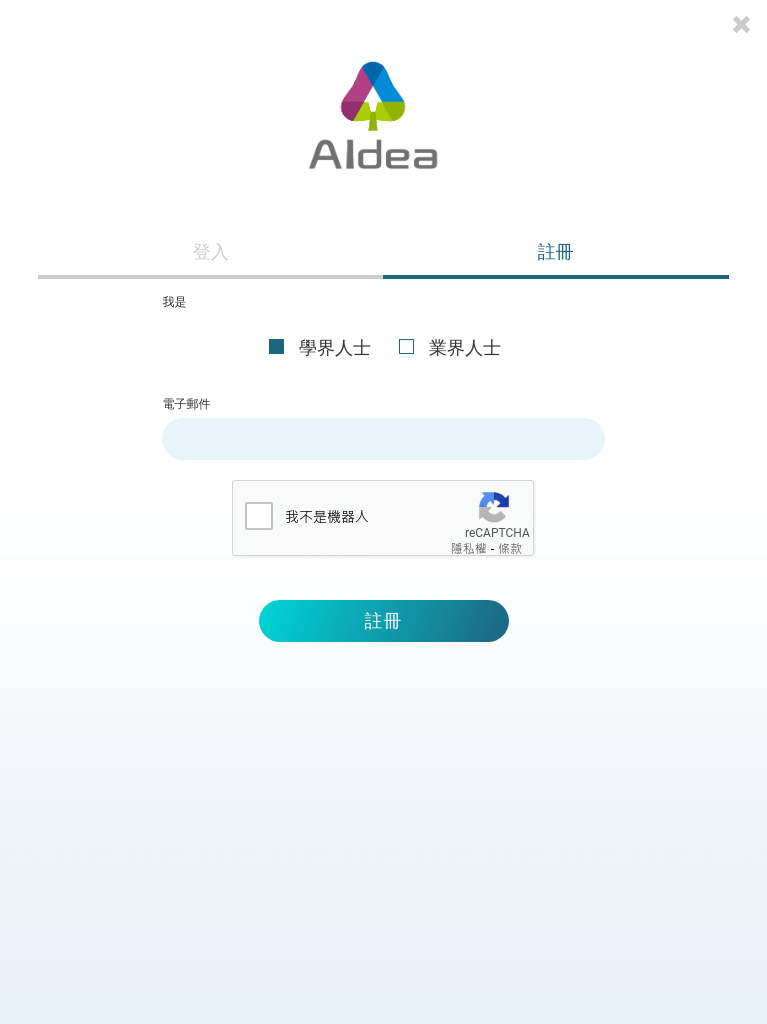 AIdea
登入
註冊
我是
學界人士
業界人士
電子郵件
我不是機器人
reCAPTCHA
隱私權 - 條款
註冊